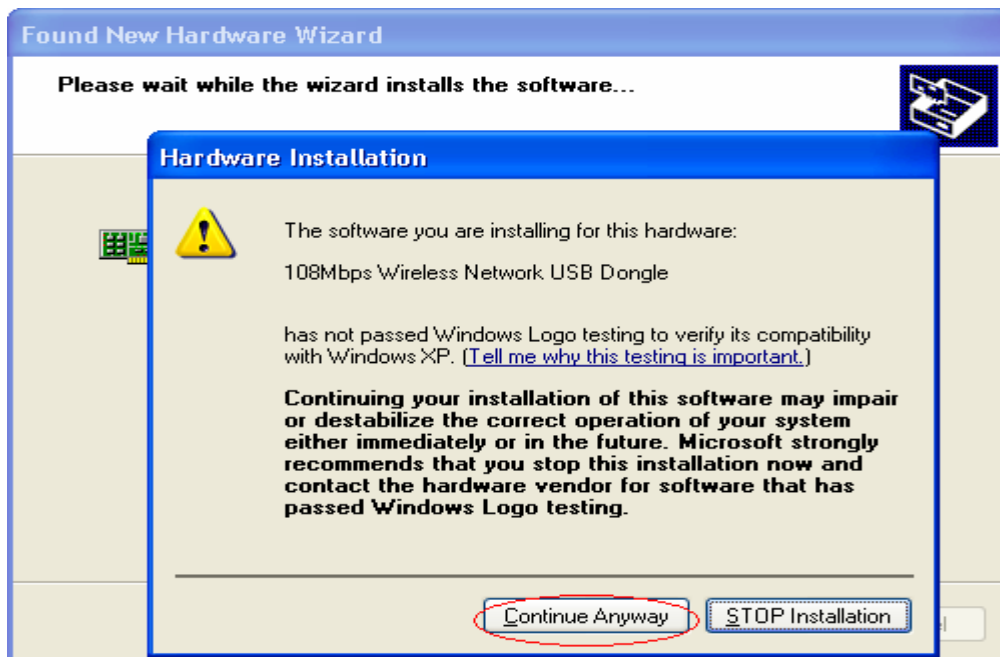 Found New Hardware Wizard
Please wait while the wizard installs the software...
Hardware Installation
The software you are installing for this hardware:
108Mbps Wireless Network USB Dongle
has not passed Windows Logo testing to verify its compatibility
with Windows XP. (Tell me why this testing is important.)
Continuing your installation of this software may impair
or destabilize the correct operation of your system
either immediately or in the future. Microsoft strongly
recommends that you stop this installation now and
contact the hardware vendor for software that has
passed Windows Logo testing.
Continue Anyway
STOP Installation